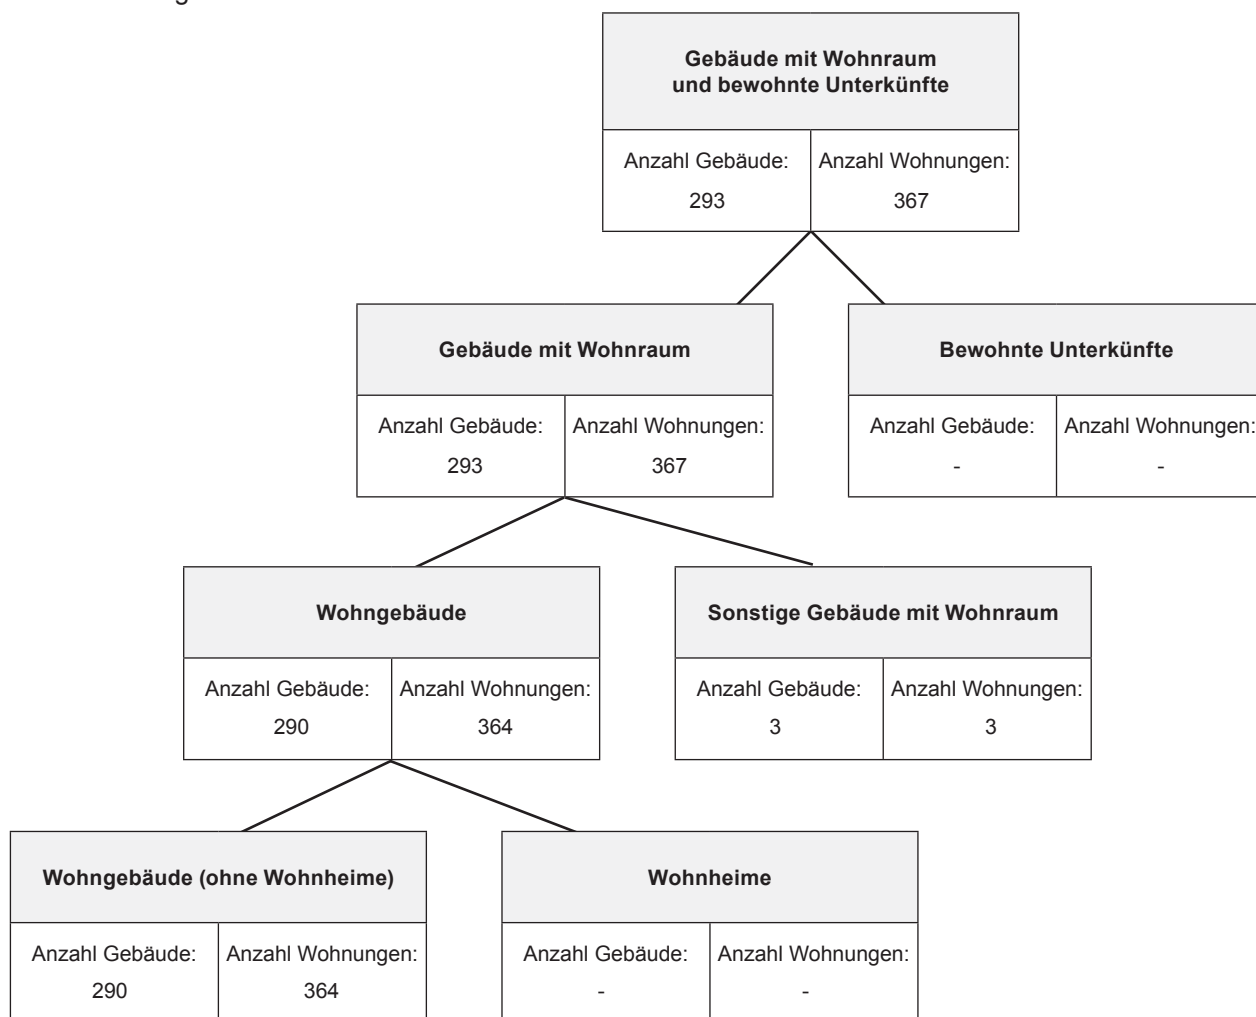 Gebäude mit Wohnraum
und bewohnte Unterkünfte
Anzahl Gebäude:
293
Anzahl Wohnungen:
367
Gebäude mit Wohnraum
Anzahl Gebäude:
293
Anzahl Wohnungen:
367
Bewohnte Unterkünfte
Anzahl Gebäude:
-
Anzahl Wohnungen:
-
Wohngebäude
Anzahl Gebäude:
290
Anzahl Wohnungen:
364
Sonstige Gebäude mit Wohnraum
Anzahl Gebäude:
3
Anzahl Wohnungen:
3
Wohngebäude (ohne Wohnheime)
Anzahl Gebäude:
290
Anzahl Wohnungen:
364
Wohnheime
Anzahl Gebäude:
-
Anzahl Wohnungen:
-